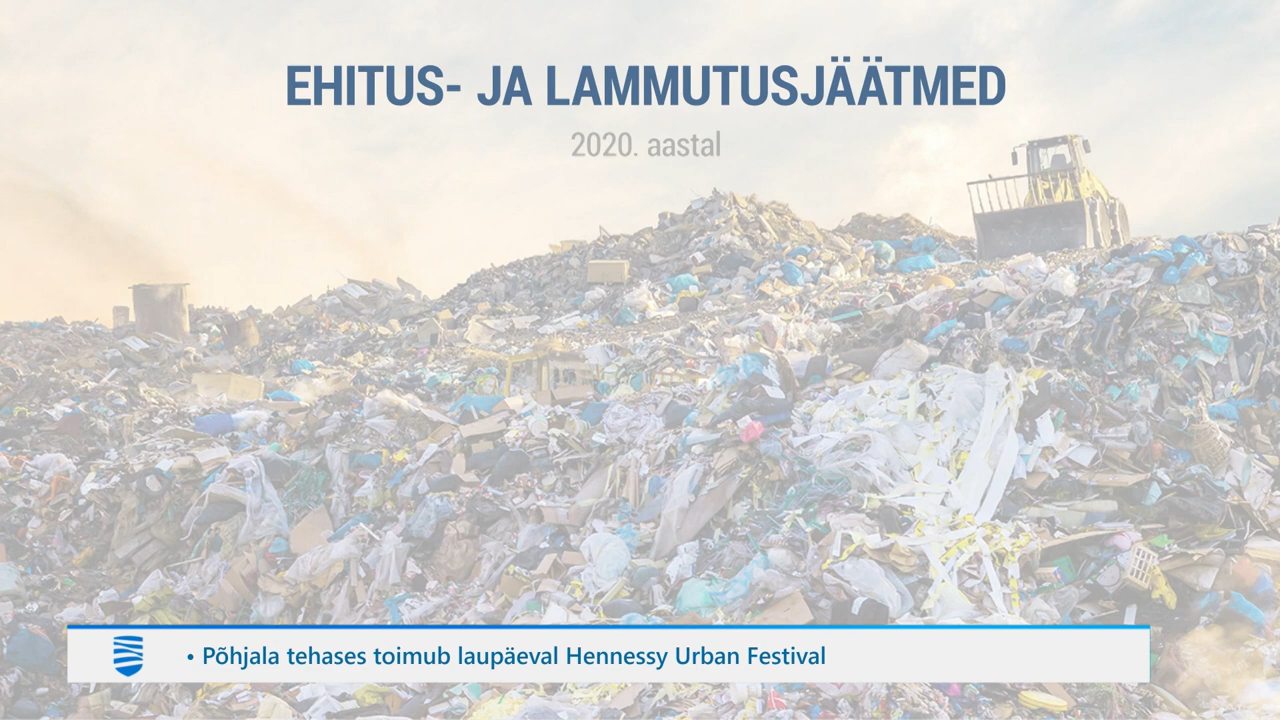 EHITUS- JA LAMMUTUSJÄÄTMED
2020. aastal
• Põhjala tehases toimub laupäeval Hennessy Urban Festival